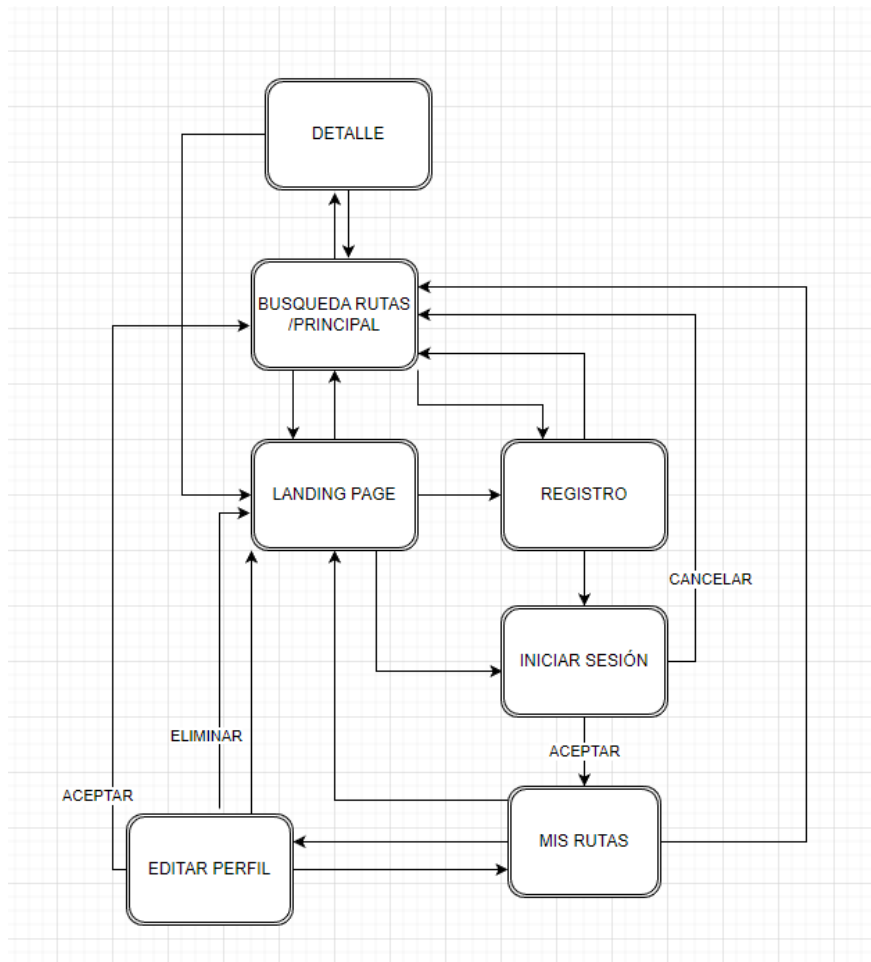 DETALLE
BUSQUEDA RUTAS
/PRINCIPAL
LANDING PAGE
REGISTRO
CANCELAR
INICIAR SESIÓN
ELIMINAR
ACEPTAR
ACEPTAR
MIS RUTAS
EDITAR PERFIL